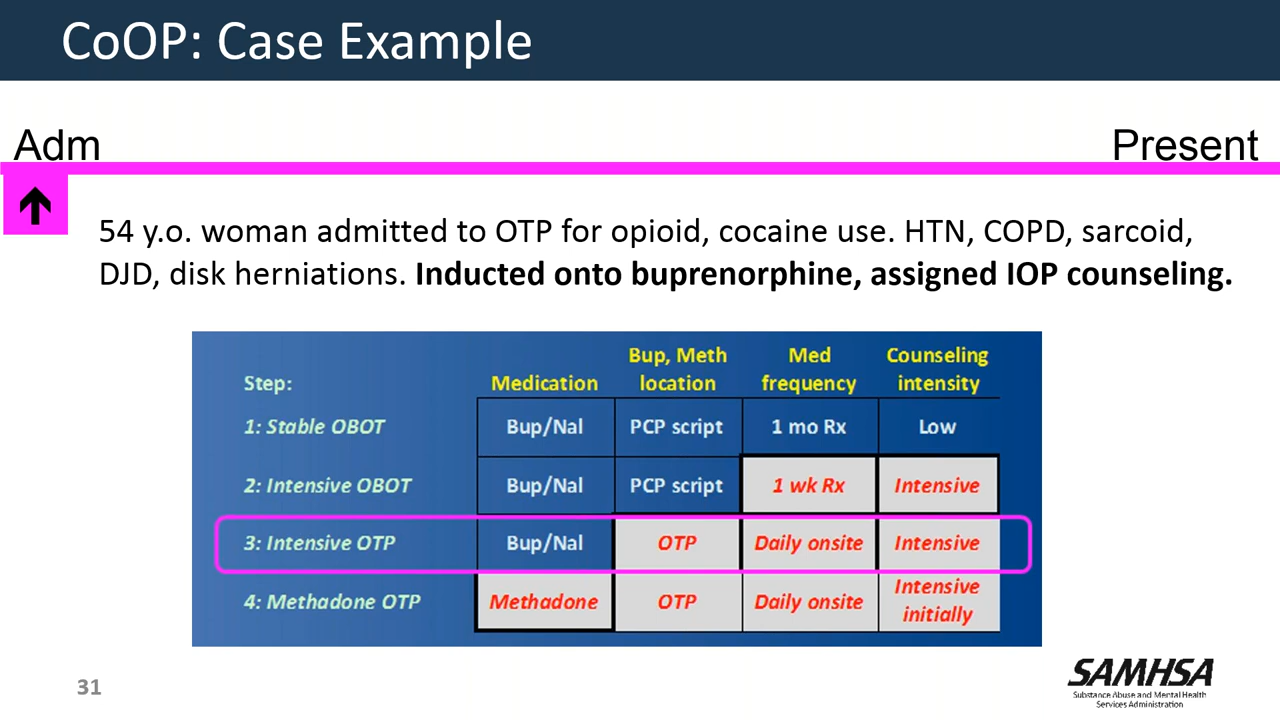 CoOP: Case Example
Adm
Present
54 y.o. woman admitted to OTP for opioid, cocaine use. HTN, COPD, sarcoid,
DJD, disk herniations. Inducted onto buprenorphine, assigned IOP counseling.
Step: Medication Bup, Meth location Med frequency Counseling intensity
1: Stable OBOT Bup/Nal PCP script 1 mo Rx Low
2: Intensive OBOT Bup/Nal PCP script 1 wk Rx Intensive
3: Intensive OTP Bup/Nal OTP Daily onsite Intensive
4: Methadone OTP Methadone OTP Daily onsite Intensive initially
31
SAMHSA
Substance Abuse and Mental Health
Services Administration